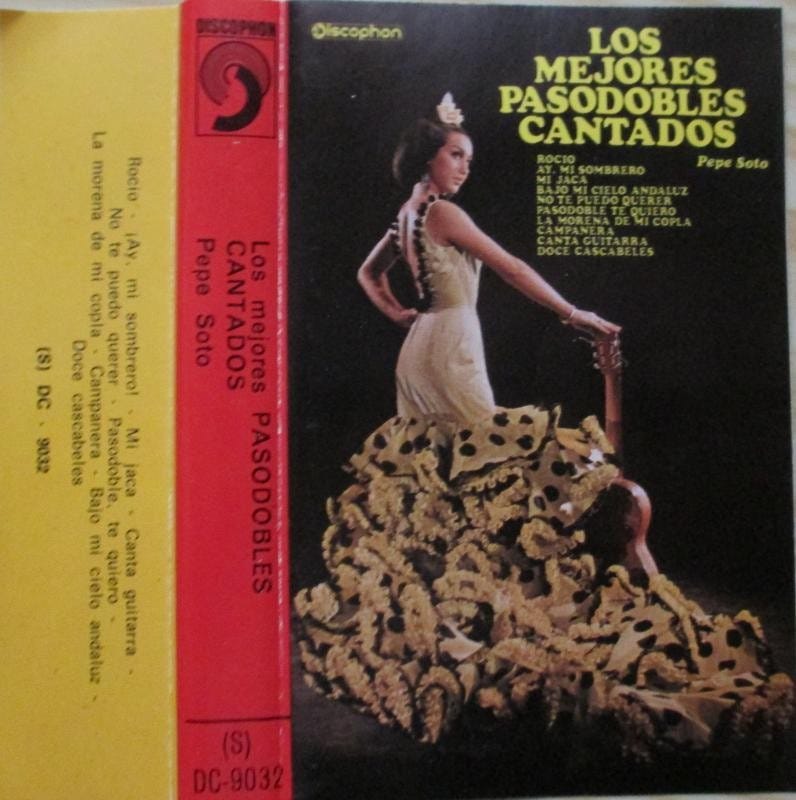 Rocio - ¡Ay, mi sombrero! - Mi jaca - Canta guitarra -
No te puedo querer - Pasodoble, te quiero -
La morena de mi copla - Campanera - Bajo mi cielo andaluz -
Doce cascabeles
(S) DC - 9032
DISCOPHON
Los mejores PASODOBLES
CANTADOS
Pepe Soto
(S)
DC-9032
Discophon
LOS
MEJORES
PASODOBLES
CANTADOS
Pepe Soto
ROCIO
AY, MI SOMBRERO
MI JACA
BAJO MI CIELO ANDALUZ
NO TE PUEDO QUERER
PASODOBLE TE QUIERO
LA MORENA DE MI COPLA
CAMPANERA
CANTA GUITARRA
DOCE CASCABELES